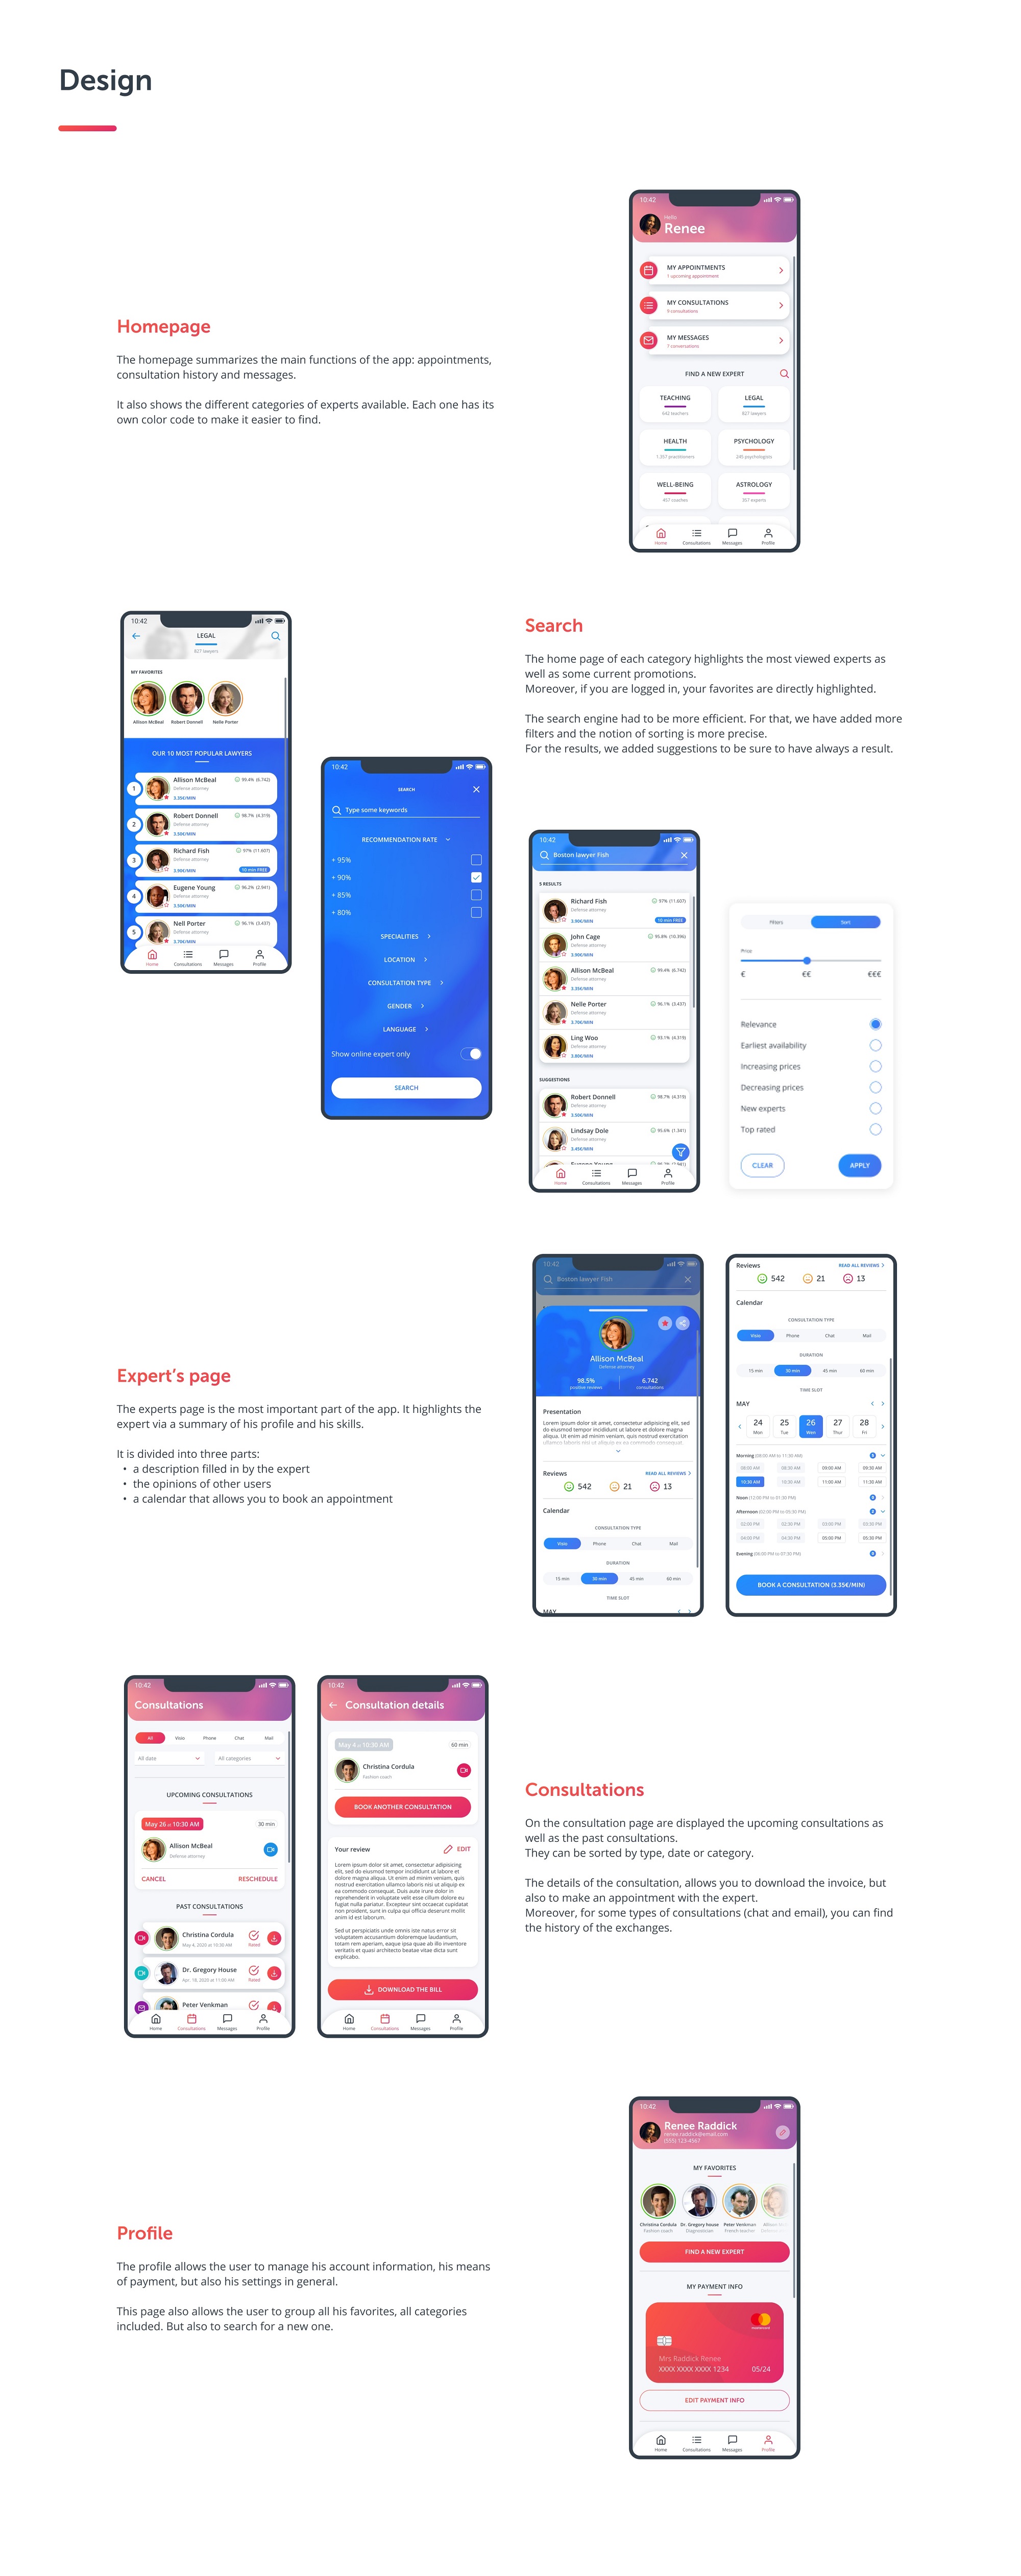 Design
10:42
Hello
Renee
MY APPOINTMENTS
1 upcoming appointment
MY CONSULTATIONS
9 consultations
MY MESSAGES
7 conversations
FIND A NEW EXPERT
TEACHING
LEGAL
642 teachers
827 lawyers
HEALTH
PSYCHOLOGY
1 357 practitioners
245 psychologists
WELL-BEING
ASTROLOGY
457 coaches
357 experts
Home Consultations Messages Profile
Homepage
The homepage summarizes the main functions of the app: appointments,
consultation history and messages.
It also shows the different categories of experts available. Each one has its
own color code to make it easier to find.
10:42
LEGAL
827 lawyers
MY FAVORITES
Allison McBeal Robert Donnell Nelle Porter
OUR 10 MOST POPULAR LAWYERS
1 Allison McBeal 99.4% (6.742)
Defense attorney
3.35€/MIN
2 Robert Donnell 98.7% (4.319)
Defense attorney
3.50€/MIN
3 Richard Fish 97% (11.607)
Defense attorney
3.90€/MIN 10 min FREE
4 Eugene Young 96.2% (2.941)
Defense attorney
3.50€/MIN
5 Nell Porter 96.1% (3.437)
Defense attorney
3.70€/MIN
Home Consultations Messages Profile
10:42
SEARCH
Type some keywords
RECOMMENDATION RATE
+ 95%
+ 90%
+ 85%
+ 80%
SPECIALITIES
LOCATION
CONSULTATION TYPE
GENDER
LANGUAGE
Show online expert only
SEARCH
Search
The home page of each category highlights the most viewed experts as
well as some current promotions.
Moreover, if you are logged in, your favorites are directly highlighted.
The search engine had to be more efficient. For that, we have added more
filters and the notion of sorting is more precise.
For the results, we added suggestions to be sure to have always a result.
10:42
Boston lawyer Fish
5 RESULTS
Richard Fish 97% (11.607)
Defense attorney
3.90€/MIN 10 min FREE
John Cage 95.8% (10.396)
Defense attorney
3.90€/MIN
Allison McBeal 99.4% (6.742)
Defense attorney
3.35€/MIN
Nelle Porter 96.1% (3.437)
Defense attorney
3.70€/MIN
Ling Woo 93.1% (4.319)
Defense attorney
3.80€/MIN
SUGGESTIONS
Robert Donnell 98.7% (4.319)
Defense attorney
3.50€/MIN
Lindsay Dole 95.6% (1.341)
Defense attorney
3.45€/MIN
Eugene Young
Home Consultations Messages Profile
Filters Sort
Price
€ €€ €€€
Relevance
Earliest availability
Increasing prices
Decreasing prices
New experts
Top rated
CLEAR APPLY
Expert's page
The experts page is the most important part of the app. It highlights the
expert via a summary of his profile and his skills.
It is divided into three parts:
• a description filled in by the expert
• the opinions of other users
• a calendar that allows you to book an appointment
10:42
Boston lawyer Fish
Allison McBeal
Defense attorney
98.5% 6.742
positive reviews consultations
Presentation
Lorem ipsum dolor sit amet, consectetur adipisicing elit, sed
do eiusmod tempor incididunt ut labore et dolore magna
aliqua. Ut enim ad minim veniam, quis nostrud exercitation
ullamco laboris nisi ut aliquip ex ea commodo consequat.
Reviews READ ALL REVIEWS
542 21 13
Calendar
CONSULTATION TYPE
Visio Phone Chat Mail
DURATION
15 min 30 min 45 min 60 min
TIME SLOT
MAY
Reviews READ ALL REVIEWS
542 21 13
Calendar
CONSULTATION TYPE
Visio Phone Chat Mail
DURATION
15 min 30 min 45 min 60 min
TIME SLOT
MAY
24 25 26 27 28
Mon Tue Wen Thur Fri
Morning (08:00 AM to 11:30 AM)
08:00 AM 08:30 AM 09:00 AM 09:30 AM
10:30 AM 10:30 AM 11:00 AM 11:30 AM
Noon (12:00 PM to 01:30 PM)
Afternoon (02:00 PM to 05:30 PM)
02:00 PM 02:30 PM 03:00 PM 03:30 PM
04:00 PM 04:30 PM 05:00 PM 05:30 PM
Evening (06:00 PM to 07:30 PM)
BOOK A CONSULTATION (3.35€/MIN)
10:42
Consultations
All Visio Phone Chat Mail
All date All categories
UPCOMING CONSULTATIONS
May 26 at 10:30 AM 30 min
Allison McBeal
Defense attorney
CANCEL RESCHEDULE
PAST CONSULTATIONS
Christina Cordula
May 4, 2020 at 10:30 AM Rated
Dr. Gregory House
Apr. 18, 2020 at 11:00 AM Rated
Peter Venkman
Home Consultations Messages Profile
10:42
Consultation details
May 4 at 10:30 AM 60 min
Christina Cordula
Fashion coach
BOOK ANOTHER CONSULTATION
Your review EDIT
Lorem ipsum dolor sit amet, consectetur adipisicing
elit, sed do eiusmod tempor incididunt ut labore et
dolore magna aliqua. Ut enim ad minim veniam, quis
nostrud exercitation ullamco laboris nisi ut aliquip ex
ea commodo consequat. Duis aute irure dolor in
reprehenderit in voluptate velit esse cillum dolore eu
fugiat nulla pariatur. Excepteur sint occaecat cupidatat
non proident, sunt in culpa qui officia deserunt mollit
anim id est laborum.
Sed ut perspiciatis unde omnis iste natus error sit
voluptatem accusantium doloremque laudantium,
totam rem aperiam, eaque ipsa quae ab illo inventore
veritatis et quasi architecto beatae vitae dicta sunt
explicabo.
DOWNLOAD THE BILL
Home Consultations Messages Profile
Consultations
On the consultation page are displayed the upcoming consultations as
well as the past consultations.
They can be sorted by type, date or category.
The details of the consultation, allows you to download the invoice, but
also to make an appointment with the expert.
Moreover, for some types of consultations (chat and email), you can find
the history of the exchanges.
10:42
Renee Raddick
renee.raddick@email.com
(555) 123-4567
MY FAVORITES
Christina Cordula Dr. Gregory house Peter Venkman
Fashion coach Diagnostician French teacher
FIND A NEW EXPERT
MY PAYMENT INFO
mastercard
Mrs Raddick Renee
XXXX XXXX XXXX 1234 05/24
EDIT PAYMENT INFO
Home Consultations Messages Profile
Profile
The profile allows the user to manage his account information, his means
of payment, but also his settings in general.
This page also allows the user to group all his favorites, all categories
included. But also to search for a new one.